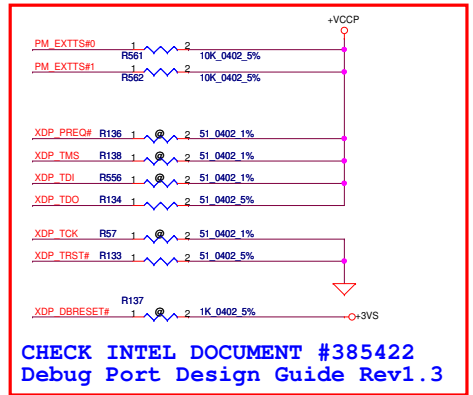 +VCCP
PM_EXTTS#0 1 2
R561 10K_0402_5%
PM_EXTTS#1 1 2
R562 10K_0402_5%
XDP_PREQ# R136 1 @ 2 51_0402_1%
XDP_TMS R138 1 @ 2 51_0402_1%
XDP_TDI R556 1 @ 2 51_0402_1%
XDP_TDO R134 1 2 51_0402_5%
XDP_TCK R57 1 @ 2 51_0402_1%
XDP_TRST# R133 1 2 51_0402_5%
R137
XDP_DBRESET# 1 @ 2 1K_0402_5% +3VS
CHECK INTEL DOCUMENT #385422
Debug Port Design Guide Rev1.3